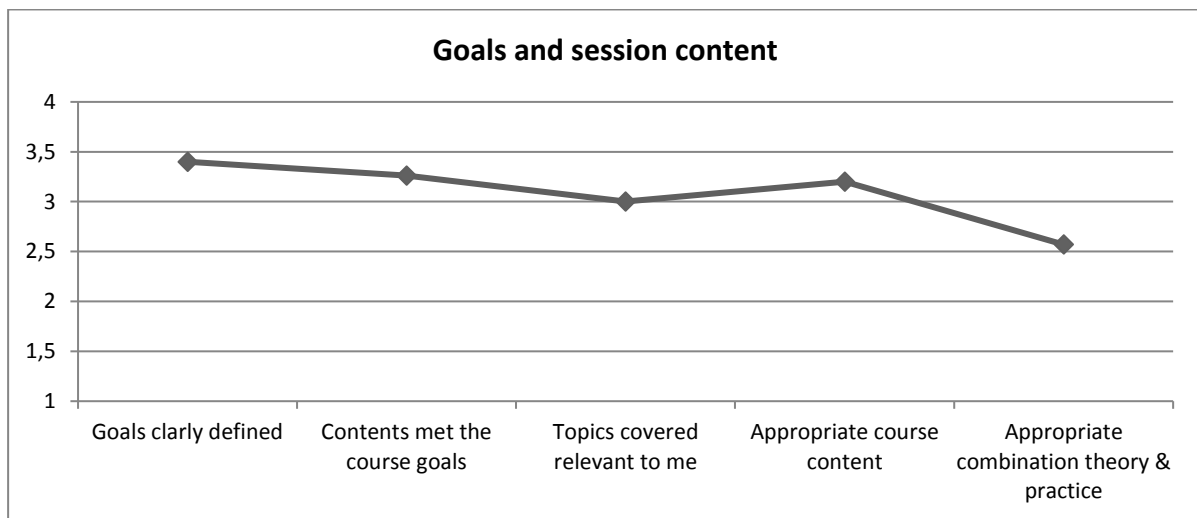 Goals and session content
4
3,5
3
2,5
2
1,5
1
Goals clarly defined
Contents met the
course goals
Topics covered
relevant to me
Appropriate course
content
Appropriate
combination theory &
practice